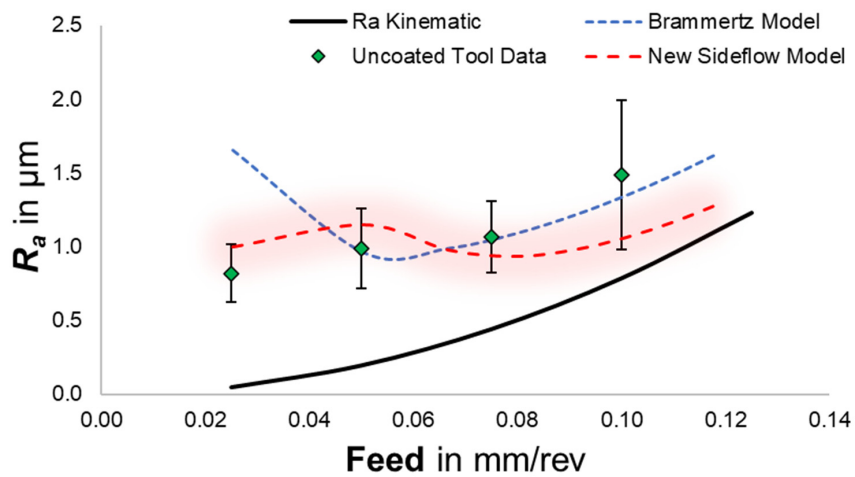 Ra Kinematic
Brammertz Model
Uncoated Tool Data
New Sideflow Model
2.5
2.0
1.5
1.0
0.5
0.0
Ra in μm
0.00 0.02 0.04 0.06 0.08 0.10 0.12 0.14
Feed in mm/rev